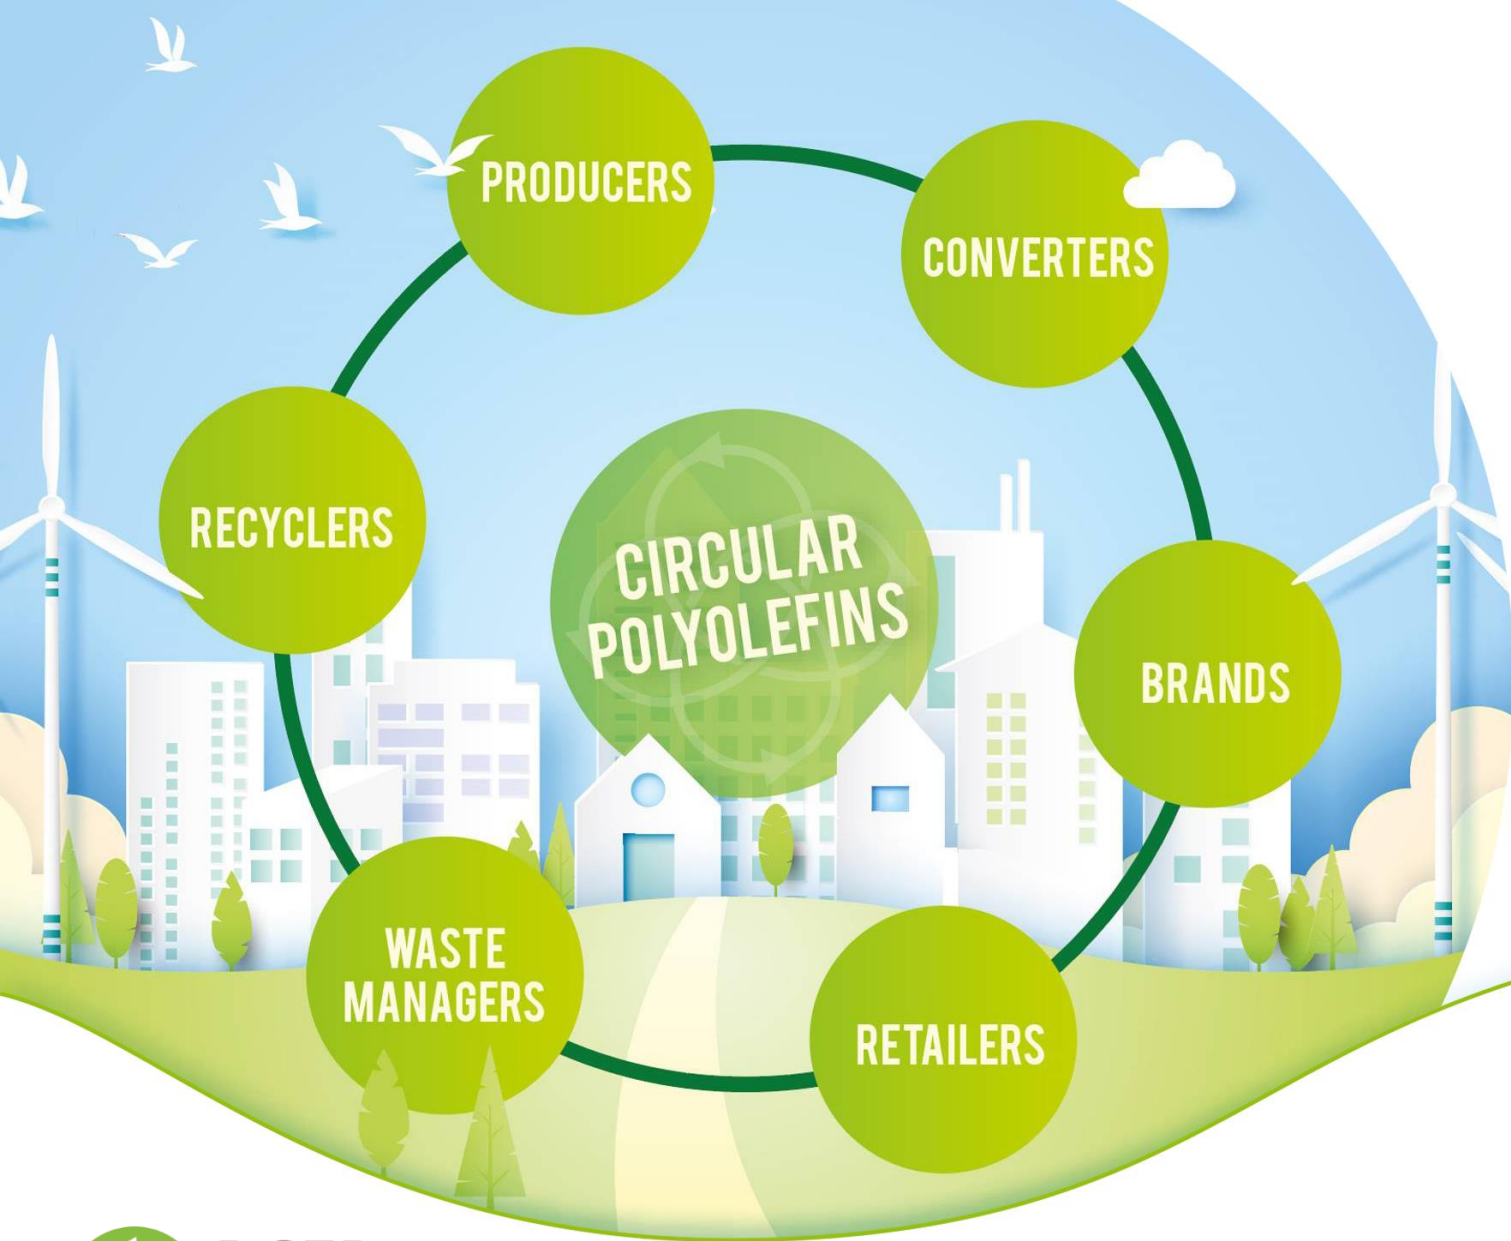 PRODUCERS
CONVERTERS
BRANDS
RETAILERS
WASTE
MANAGERS
RECYCLERS
CIRCULAR
POLYOLEFINS